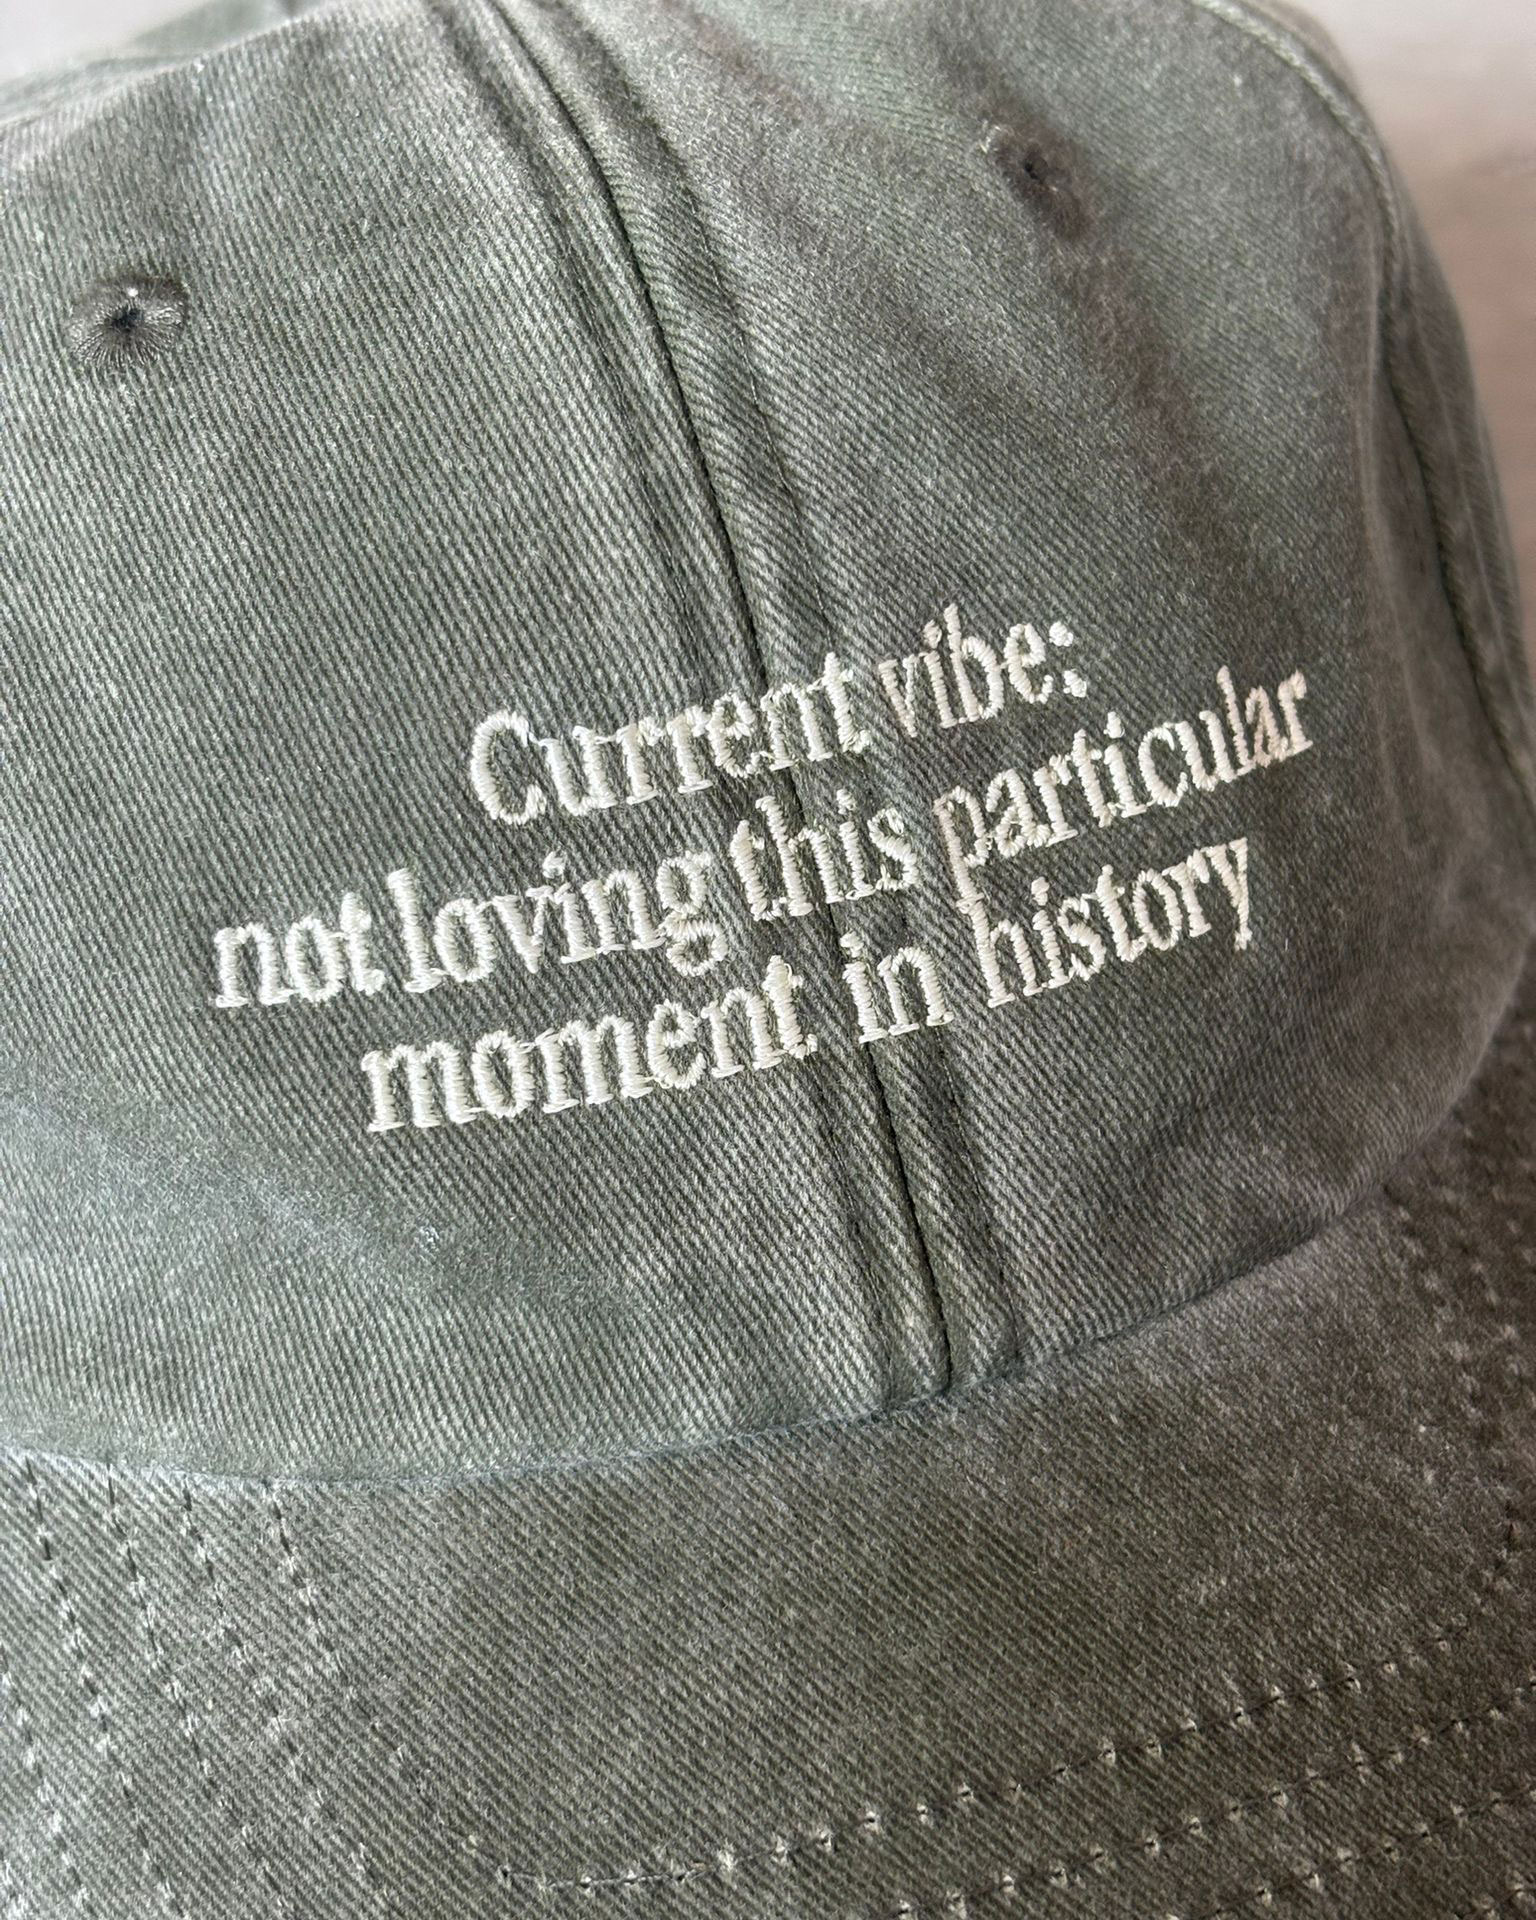 Current vibe:
not loving this particular
moment in history